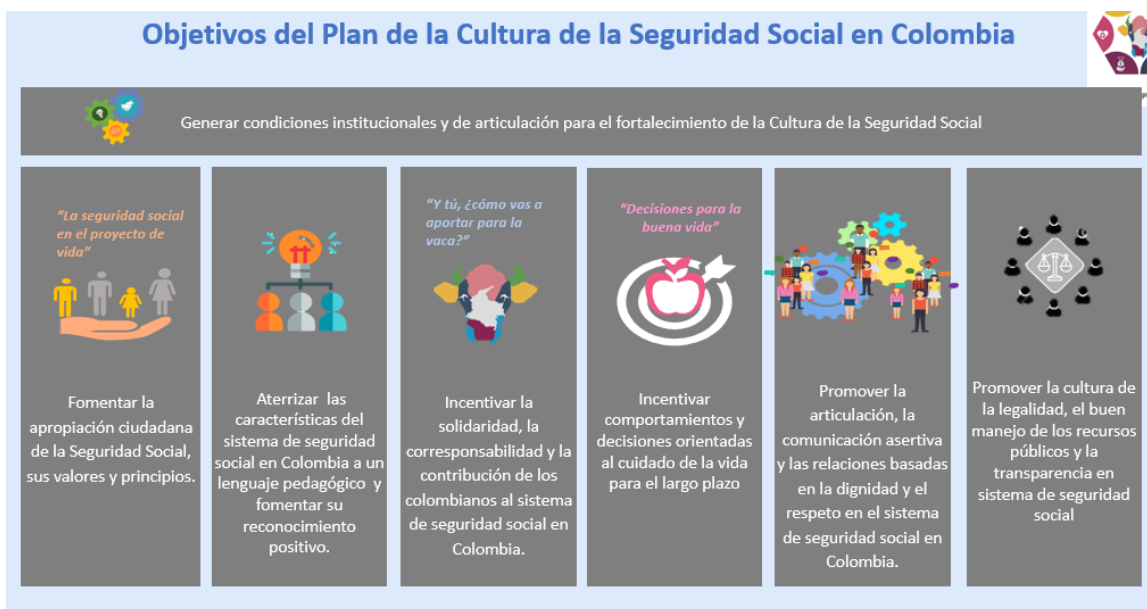 Objetivos del Plan de la Cultura de la Seguridad Social en Colombia
Generar condiciones institucionales y de articulación para el fortalecimiento de la Cultura de la Seguridad Social
“La seguridad social
en el proyecto de
vida”
Fomentar la
apropiación ciudadana
de la Seguridad Social,
sus valores y principios.
Aterrizar las
características del
sistema de seguridad
social en Colombia a un
lenguaje pedagógico y
fomentar su
reconocimiento
positivo.
“Y tú, ¿cómo vas a
aportar para la
vaca?”
Incentivar la
solidaridad, la
corresponsabilidad y la
contribución de los
colombianos al sistema
de seguridad social en
Colombia.
“Decisiones para la
buena vida”
Incentivar
comportamientos y
decisiones orientadas
al cuidado de la vida
para el largo plazo
Promover la
articulación, la
comunicación asertiva
y las relaciones basadas
en la dignidad y el
respeto en el sistema
de seguridad social en
Colombia.
Promover la cultura de
la legalidad, el buen
manejo de los recursos
públicos y la
transparencia en
sistema de seguridad
social